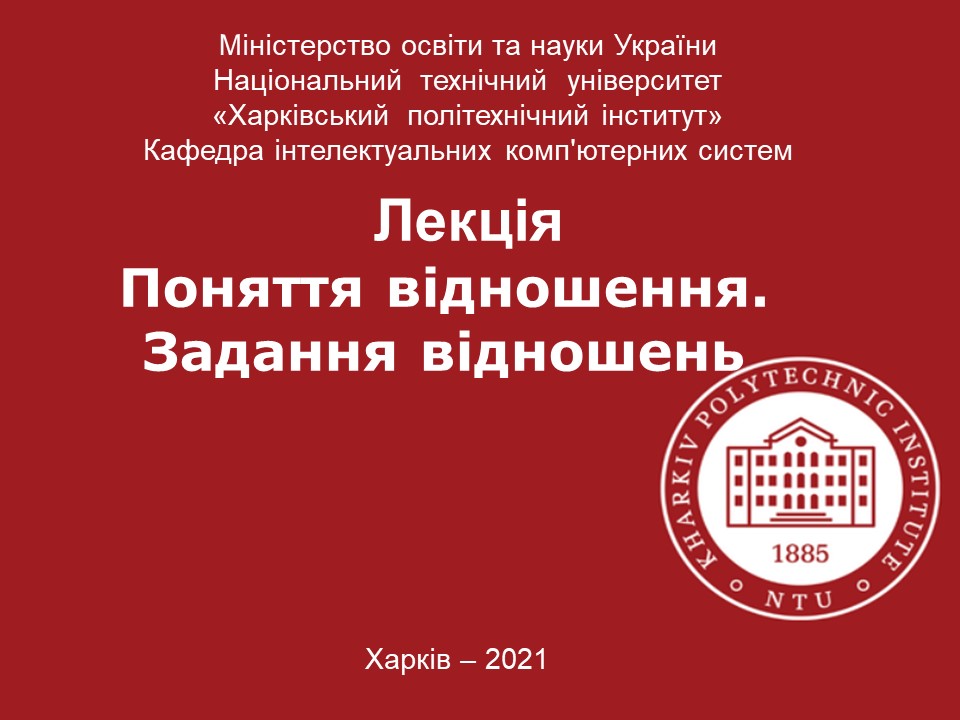 Міністерство освіти та науки України
Національний технічний університет
«Харківський політехнічний інститут»
Кафедра інтелектуальних комп'ютерних систем
Лекція
Поняття відношення.
Задання відношень
KHARKIV POLYTECHNIC INSTITUTE
1885
NTU
Харків – 2021